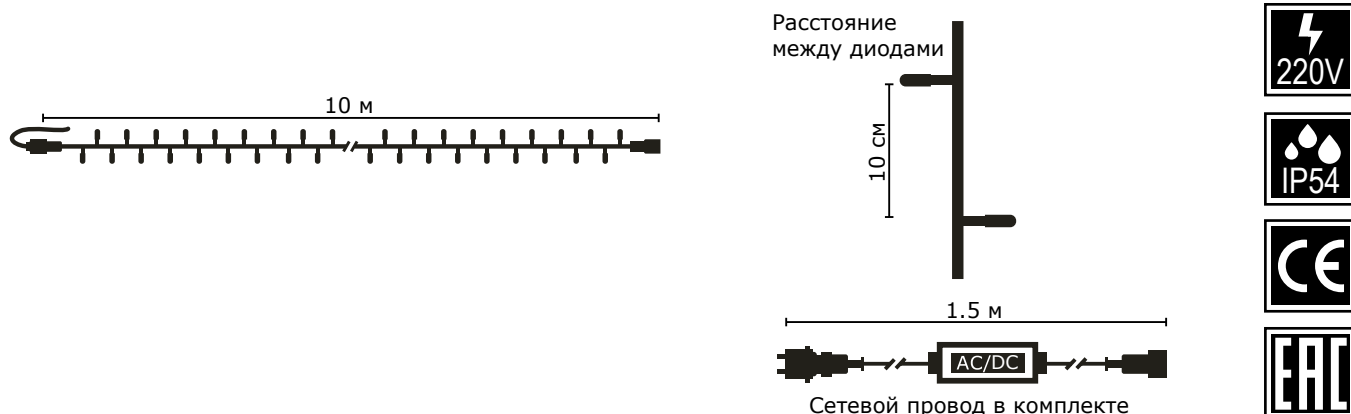 10 м
Расстояние
между диодами
10 см
1.5 м
AC/DC
Сетевой провод в комплекте
220V
IP54
CE
EAC